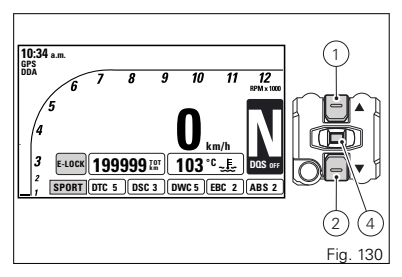 10:34 a.m.
GPS
DDA
1 2 3 4 5 6 7 8 9 10 11 12
RPM x 1000
0 km/h
N
DQS OFF
E-LOCK 199999 TOT km 103 °C
SPORT DTC 5 DSC 3 DWC 5 EBC 2 ABS 2
1
2
4
Fig. 130